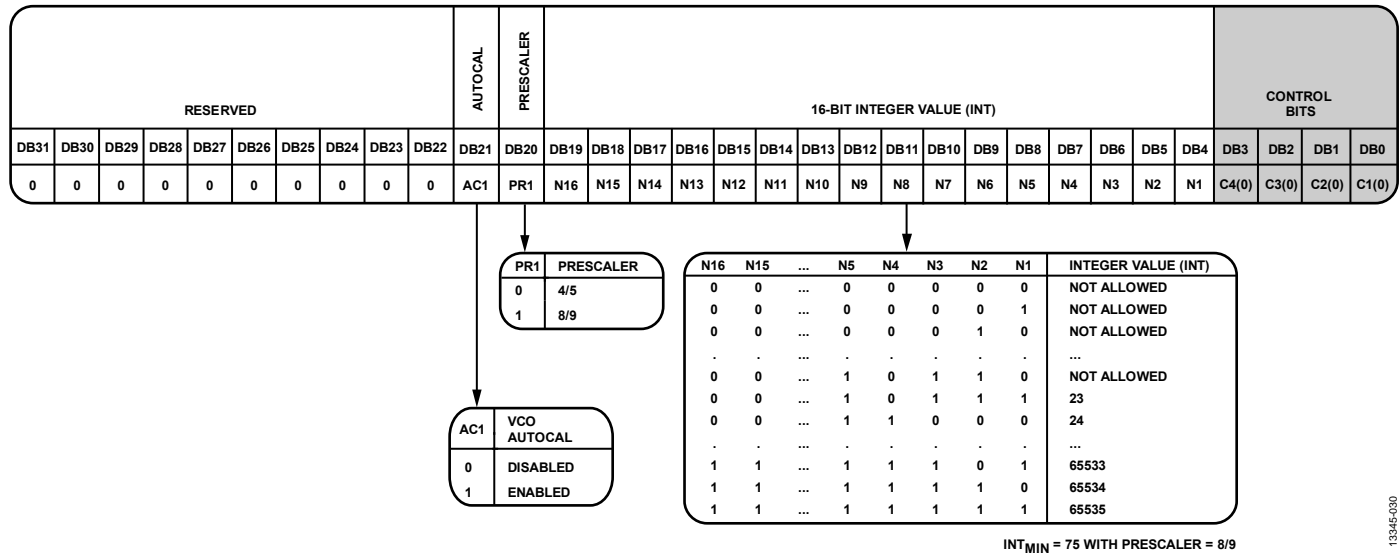 RESERVED
AUTOCAL
PRESCALER
16-BIT INTEGER VALUE (INT)
CONTROL
BITS
DB31 DB30 DB29 DB28 DB27 DB26 DB25 DB24 DB23 DB22 DB21 DB20 DB19 DB18 DB17 DB16 DB15 DB14 DB13 DB12 DB11 DB10 DB9 DB8 DB7 DB6 DB5 DB4 DB3 DB2 DB1 DB0
0 0 0 0 0 0 0 0 0 0 AC1 PR1 N16 N15 N14 N13 N12 N11 N10 N9 N8 N7 N6 N5 N4 N3 N2 N1 C4(0) C3(0) C2(0) C1(0)
PR1 PRESCALER
0 4/5
1 8/9
AC1 VCO
AUTOCAL
0 DISABLED
1 ENABLED
N16 N15 ... N5 N4 N3 N2 N1 INTEGER VALUE (INT)
0 0 ... 0 0 0 0 0 NOT ALLOWED
0 0 ... 0 0 0 0 1 NOT ALLOWED
0 0 ... 0 0 0 1 0 NOT ALLOWED
. . ... . . . . . ...
0 0 ... 1 0 1 1 0 NOT ALLOWED
0 0 ... 1 0 1 1 1 23
0 0 ... 1 1 0 0 0 24
. . ... . . . . . ...
1 1 ... 1 1 1 0 1 65533
1 1 ... 1 1 1 1 0 65534
1 1 ... 1 1 1 1 1 65535
INTMIN = 75 WITH PRESCALER = 8/9
13345-030